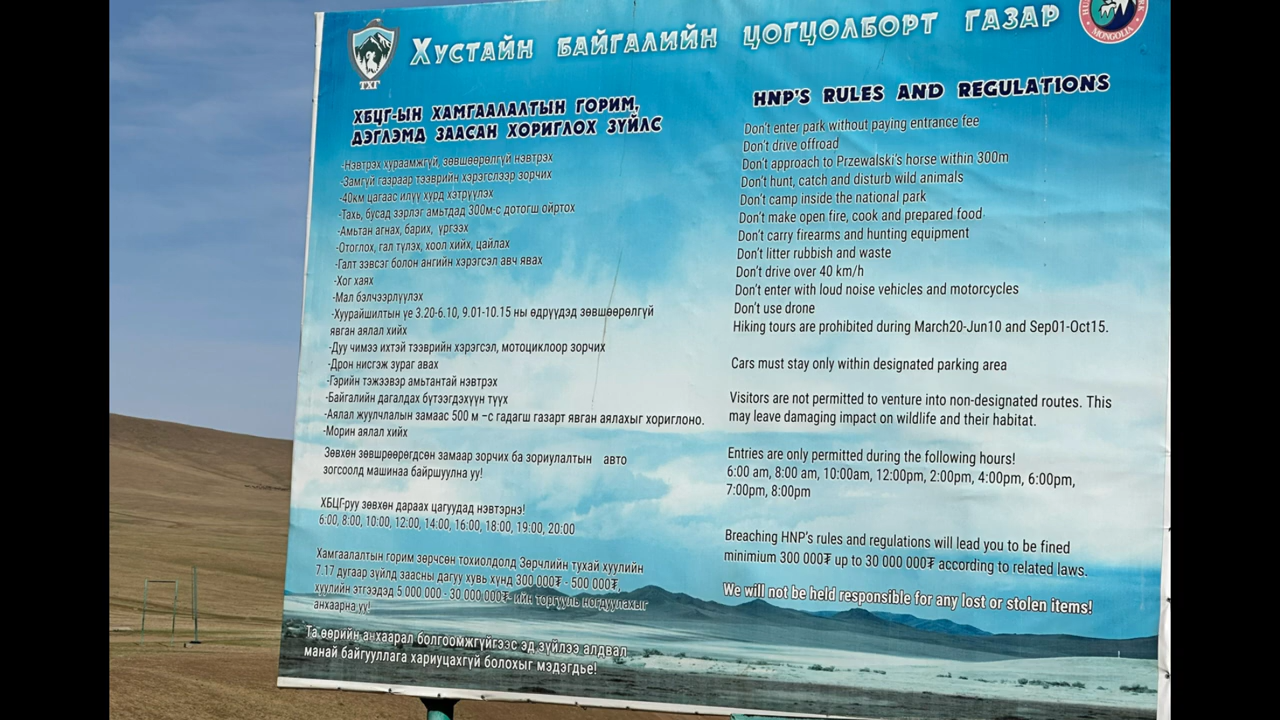 ХУСТАЙН БАЙГАЛИЙН ЦОГЦОЛБОРТ ГАЗАР
ТХГ
MONGOLIA
ХБЦГ-ЫН ХАМГААЛАЛТЫН ГОРИМ,
ДЭГЛЭМД ЗААСАН ХОРИГЛОХ ЗҮЙЛС
-Нэвтрэх хураамжгүй, зөвшөөрөлгүй нэвтрэх
-Замгүй газраар тээврийн хэрэгслээр зорчих
-40км цагаас илүү хурд хэтрүүлэх
-Тахь, бусад зэрлэг амьтдад 300м-с дотогш ойртох
-Амьтан агнах, барих, үргээх
-Отоглох, гал түлэх, хоол хийх, цайлах
-Галт зэвсэг болон ангийн хэрэгсэл авч явах
-Хог хаях
-Мал бэлчээрлүүлэх
-Хуурайшилтын үе 3.20-6.10, 9.01-10.15 ны өдрүүдэд зөвшөөрөлгүй
явган аялал хийх
-Дуу чимээ ихтэй тээврийн хэрэгсэл, мотоциклоор зорчих
-Дрон нисгэж зураг авах
-Гэрийн тэжээвэр амьтантай нэвтрэх
-Байгалийн дагалдах бүтээгдэхүүн түүх
-Аялал жуулчлалын замаас 500 м –с гадагш газарт явган аялахыг хориглоно.
-Морин аялал хийх
Зөвхөн зөвшрөөрөгдсөн замаар зорчих ба зориулалтын авто
зогсоолд машинаа байршуулна уу!
ХБЦГ-руу зөвхөн дараах цагуудад нэвтэрнэ!
6:00, 8:00, 10:00, 12:00, 14:00, 16:00, 18:00, 19:00, 20:00
Хамгаалалтын горим зөрчсөн тохиолдолд Зөрчлийн тухай хуулийн
7.17 дугаар зүйлд заасны дагуу хувь хүнд 300 000₮ - 500 000₮,
хуулийн этгээдэд 5 000 000 - 30 000 000₮- ийн торгууль ногдуулахыг
анхаарна уу!
Та өөрийн анхаарал болгоомжгүйгээс эд зүйлээ алдвал
манай байгууллага хариуцахгүй болохыг мэдэгдье!
HNP'S RULES AND REGULATIONS
Don't enter park without paying entrance fee
Don't drive offroad
Don't approach to Przewalski's horse within 300m
Don't hunt, catch and disturb wild animals
Don't camp inside the national park
Don't make open fire, cook and prepared food
Don't carry firearms and hunting equipment
Don't litter rubbish and waste
Don't drive over 40 km/h
Don't enter with loud noise vehicles and motorcycles
Don't use drone
Hiking tours are prohibited during March20-Jun10 and Sep01-Oct15.
Cars must stay only within designated parking area
Visitors are not permitted to venture into non-designated routes. This
may leave damaging impact on wildlife and their habitat.
Entries are only permitted during the following hours!
6:00 am, 8:00 am, 10:00am, 12:00pm, 2:00pm, 4:00pm, 6:00pm,
7:00pm, 8:00pm
Breaching HNP's rules and regulations will lead you to be fined
minimum 300 000₮ up to 30 000 000₮ according to related laws.
We will not be held responsible for any lost or stolen items!